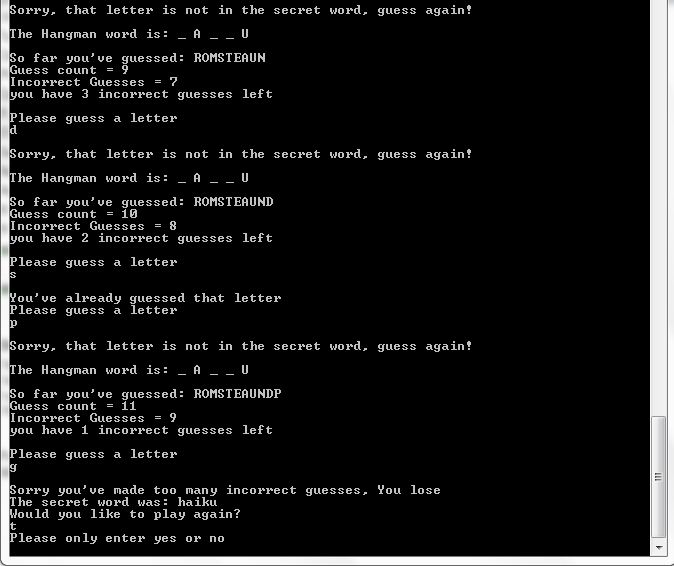 Sorry, that letter is not in the secret word, guess again!
The Hangman word is: _ A _ _ U
So far you've guessed: ROMSTEAUN
Guess count = 9
Incorrect Guesses = 7
you have 3 incorrect guesses left
Please guess a letter
d
Sorry, that letter is not in the secret word, guess again!
The Hangman word is: _ A _ _ U
So far you've guessed: ROMSTEAUND
Guess count = 10
Incorrect Guesses = 8
you have 2 incorrect guesses left
Please guess a letter
s
You've already guessed that letter
Please guess a letter
p
Sorry, that letter is not in the secret word, guess again!
The Hangman word is: _ A _ _ U
So far you've guessed: ROMSTEAUNDP
Guess count = 11
Incorrect Guesses = 9
you have 1 incorrect guesses left
Please guess a letter
g
Sorry you've made too many incorrect guesses, You lose
The secret word was: haiku
Would you like to play again?
t
Please only enter yes or no